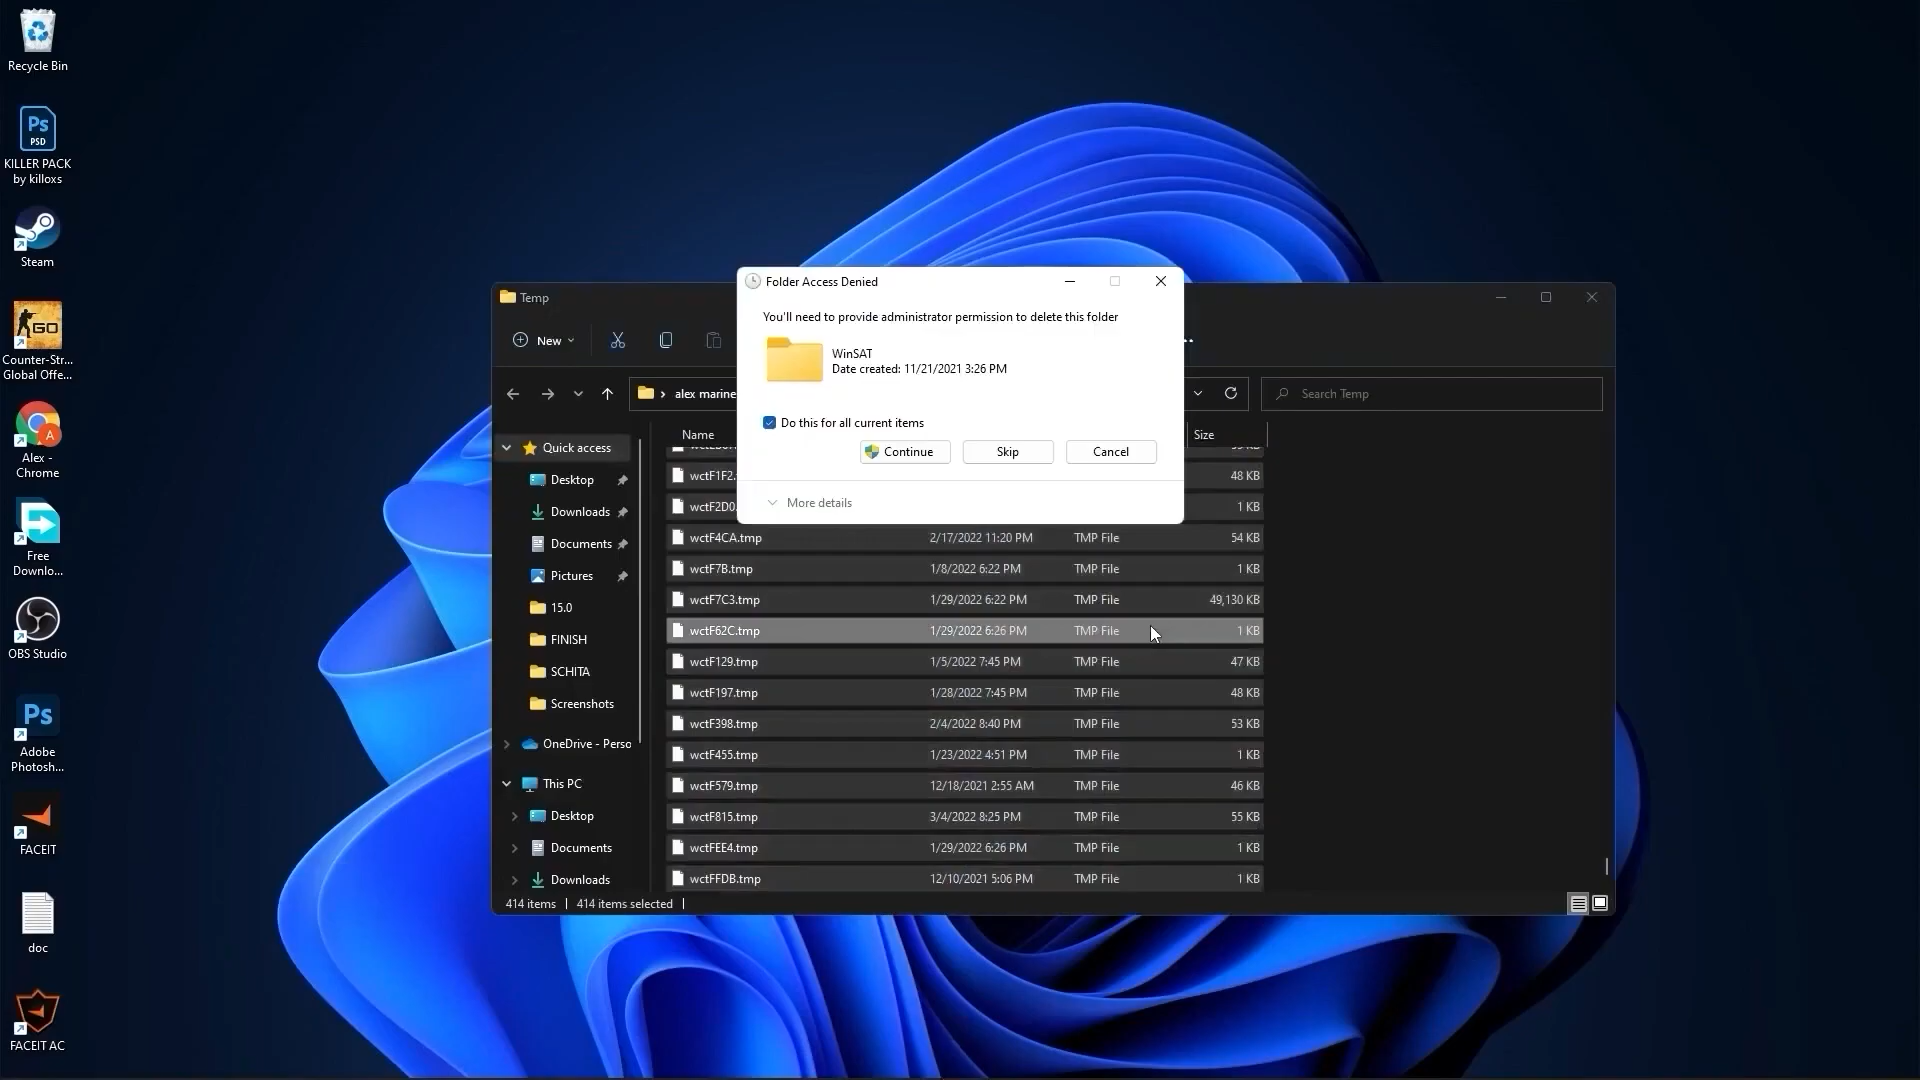 Recycle Bin
Ps
PSD
KILLER PACK
by killoxs
Steam
GO
Counter-Str...
Global Offe...
A
Alex -
Chrome
Free
Downlo...
OBS Studio
Ps
Adobe
Photosh...
FACEIT
doc
FACEIT AC
Temp
New
alex marine
Search Temp
Quick access
Desktop
Downloads
Documents
Pictures
15.0
FINISH
SCHITA
Screenshots
OneDrive - Perso
This PC
Desktop
Documents
Downloads
Name
Size
wctF1F2.
48 KB
wctF2D0.
1 KB
wctF4CA.tmp 2/17/2022 11:20 PM TMP File 54 KB
wctF7B.tmp 1/8/2022 6:22 PM TMP File 1 KB
wctF7C3.tmp 1/29/2022 6:22 PM TMP File 49,130 KB
wctF62C.tmp 1/29/2022 6:26 PM TMP File 1 KB
wctF129.tmp 1/5/2022 7:45 PM TMP File 47 KB
wctF197.tmp 1/28/2022 7:45 PM TMP File 48 KB
wctF398.tmp 2/4/2022 8:40 PM TMP File 53 KB
wctF455.tmp 1/23/2022 4:51 PM TMP File 1 KB
wctF579.tmp 12/18/2021 2:55 AM TMP File 46 KB
wctF815.tmp 3/4/2022 8:25 PM TMP File 55 KB
wctFEE4.tmp 1/29/2022 6:26 PM TMP File 1 KB
wctFFDB.tmp 12/10/2021 5:06 PM TMP File 1 KB
414 items | 414 items selected |
Folder Access Denied
You'll need to provide administrator permission to delete this folder
WinSAT
Date created: 11/21/2021 3:26 PM
Do this for all current items
Continue
Skip
Cancel
More details